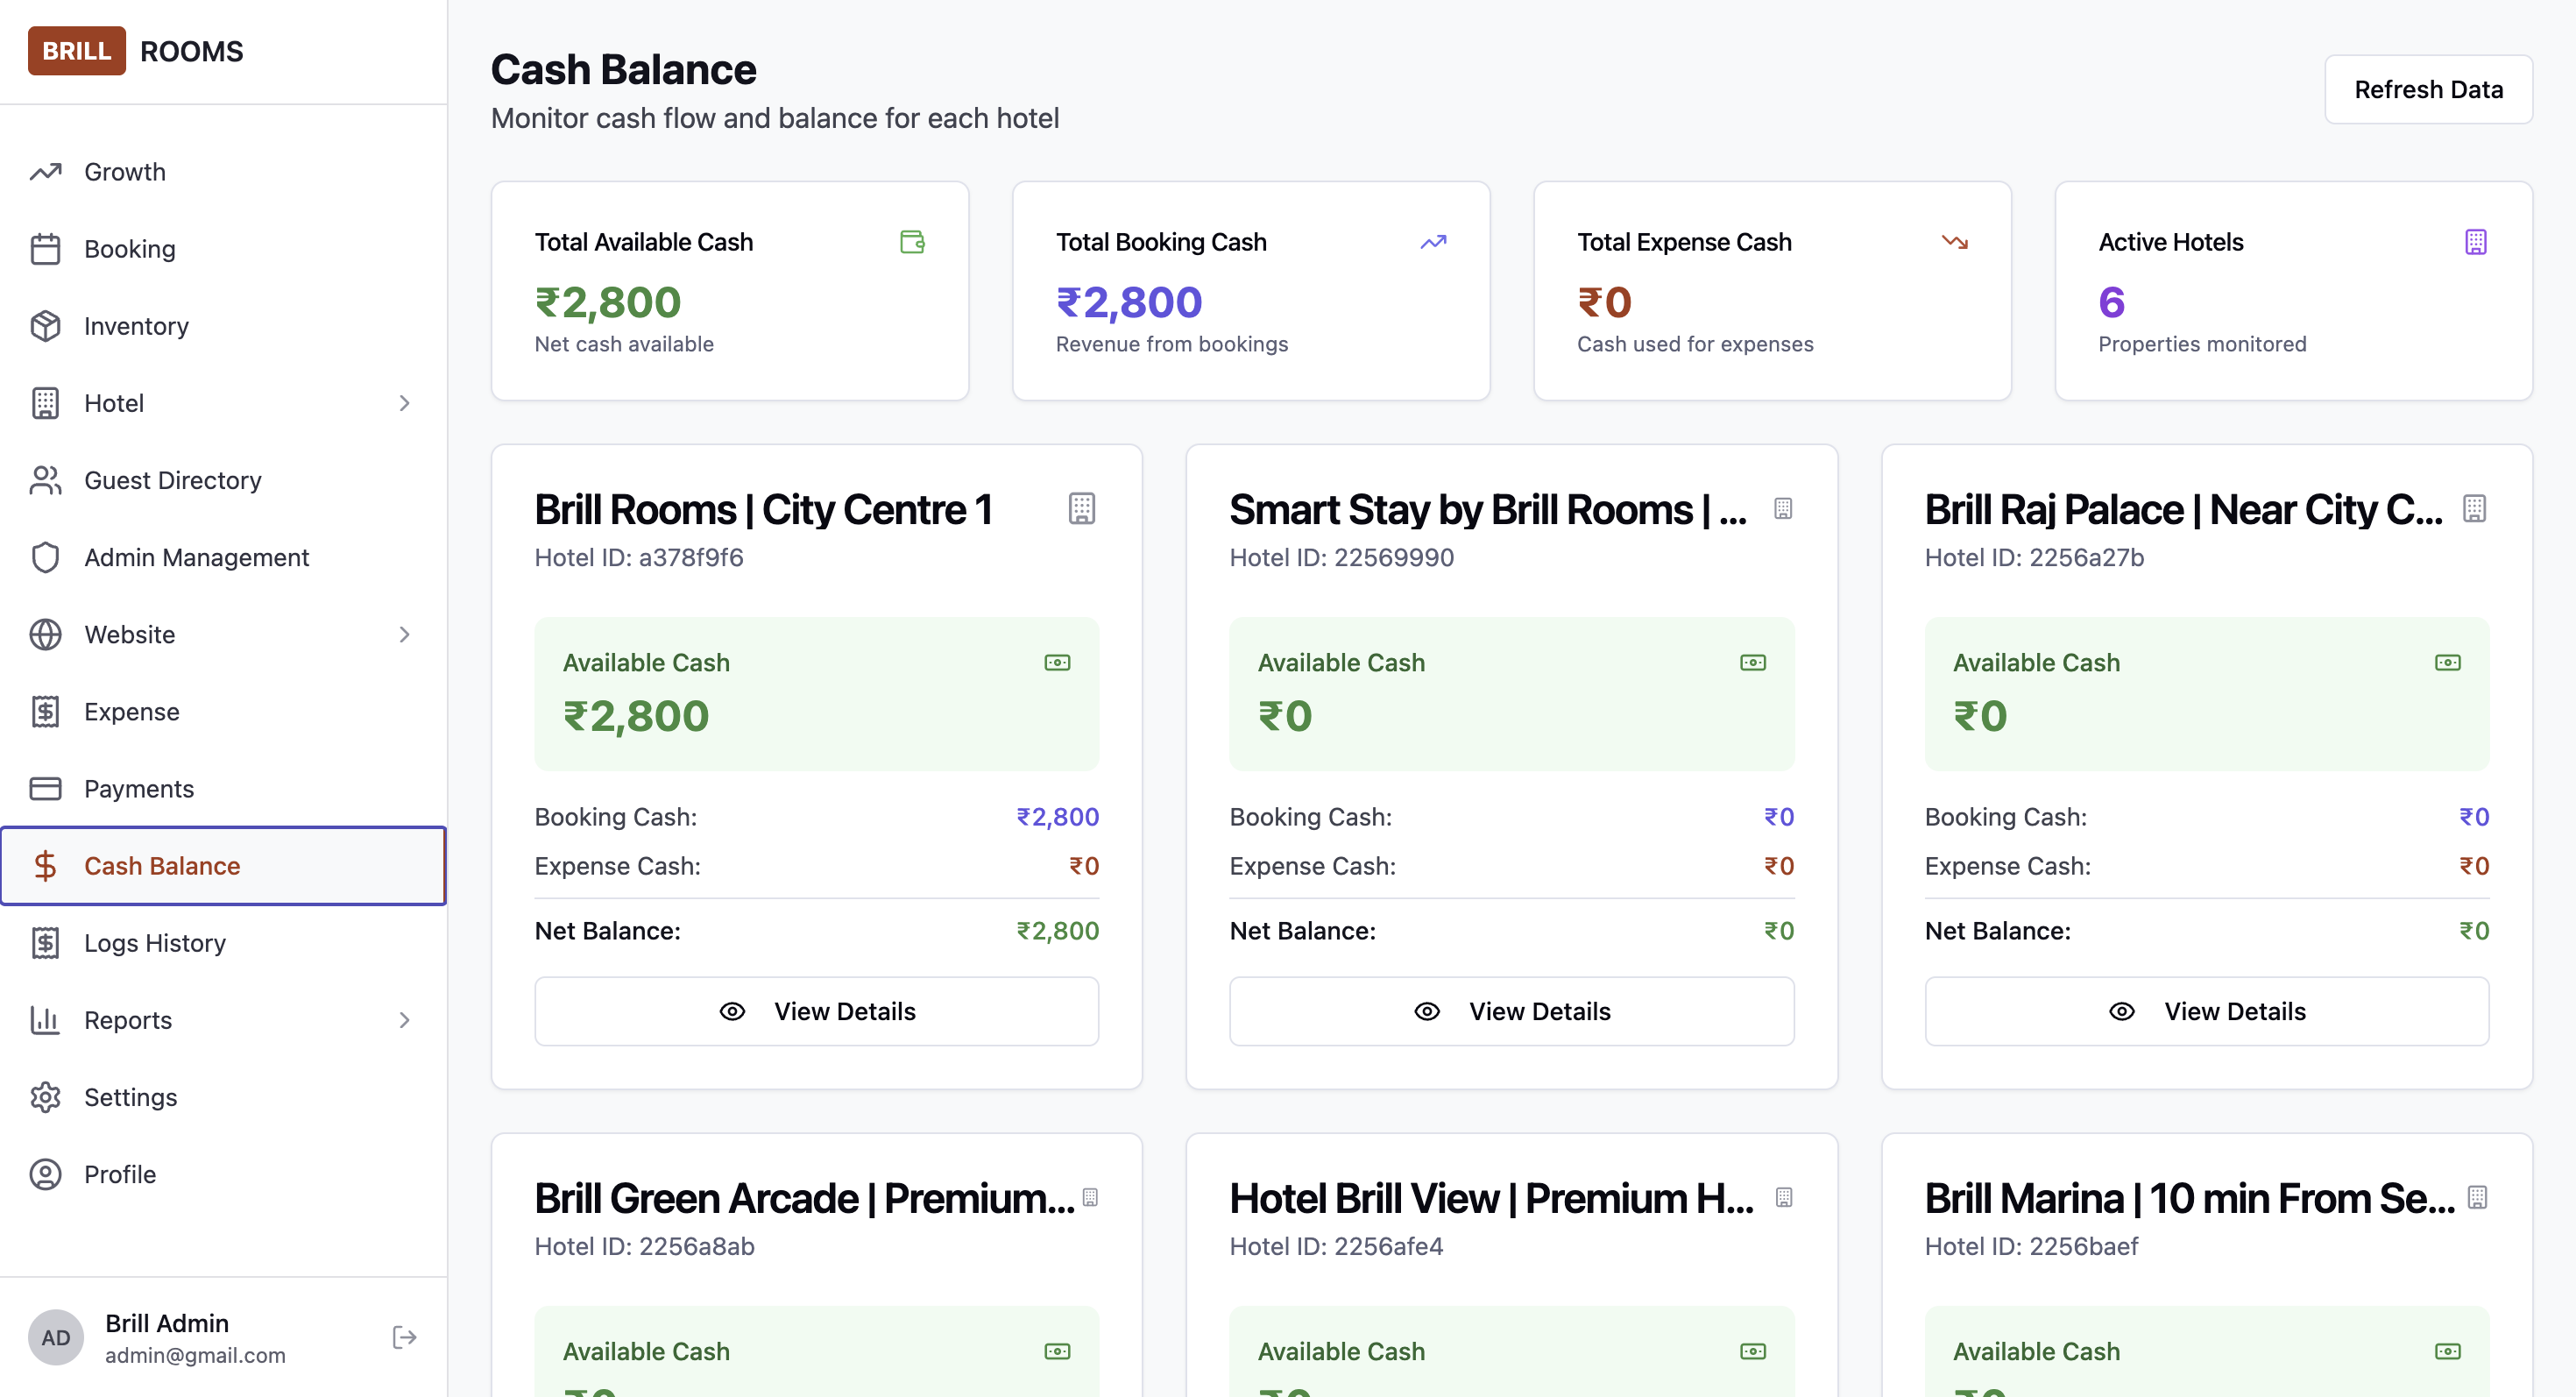 BRILL ROOMS
Growth
Booking
Inventory
Hotel
Guest Directory
Admin Management
Website
Expense
Payments
Cash Balance
Logs History
Reports
Settings
Profile
AD
Brill Admin
admin@gmail.com
Cash Balance
Monitor cash flow and balance for each hotel
Refresh Data
Total Available Cash
₹2,800
Net cash available
Total Booking Cash
₹2,800
Revenue from bookings
Total Expense Cash
₹0
Cash used for expenses
Active Hotels
6
Properties monitored
Brill Rooms | City Centre 1
Hotel ID: a378f9f6
Available Cash
₹2,800
Booking Cash: ₹2,800
Expense Cash: ₹0
Net Balance: ₹2,800
View Details
Smart Stay by Brill Rooms | ...
Hotel ID: 22569990
Available Cash
₹0
Booking Cash: ₹0
Expense Cash: ₹0
Net Balance: ₹0
View Details
Brill Raj Palace | Near City C...
Hotel ID: 2256a27b
Available Cash
₹0
Booking Cash: ₹0
Expense Cash: ₹0
Net Balance: ₹0
View Details
Brill Green Arcade | Premium...
Hotel ID: 2256a8ab
Available Cash
Hotel Brill View | Premium H...
Hotel ID: 2256afe4
Available Cash
Brill Marina | 10 min From Se...
Hotel ID: 2256baef
Available Cash